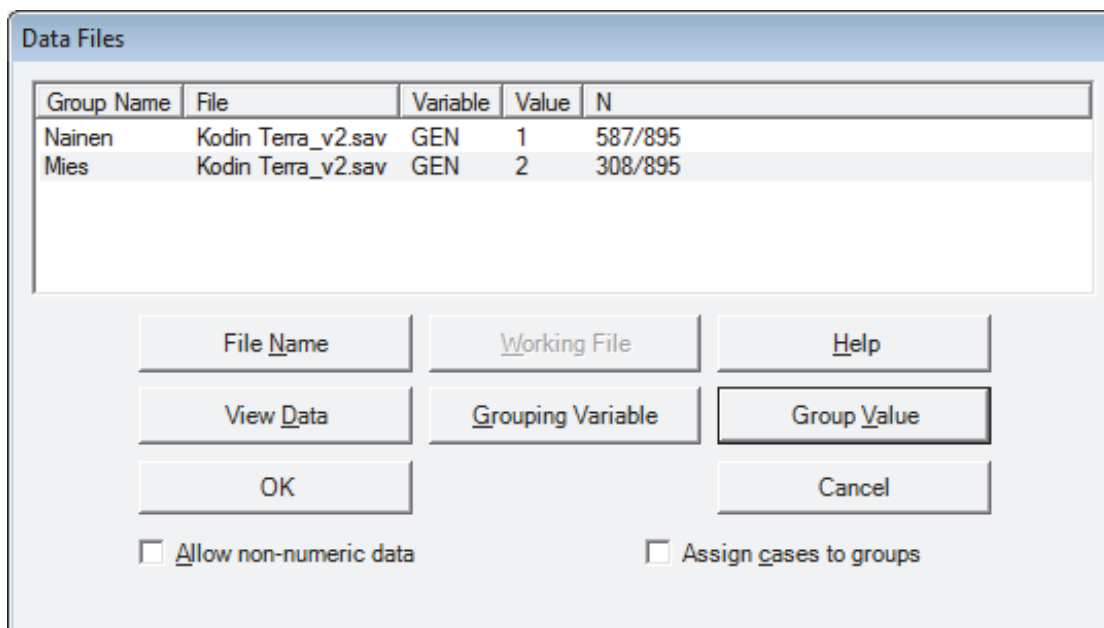 Data Files
Group Name File Variable Value N
Nainen Kodin Terra_v2.sav GEN 1 587/895
Mies Kodin Terra_v2.sav GEN 2 308/895
File Name Working File Help
View Data Grouping Variable Group Value
OK Cancel
Allow non-numeric data Assign cases to groups